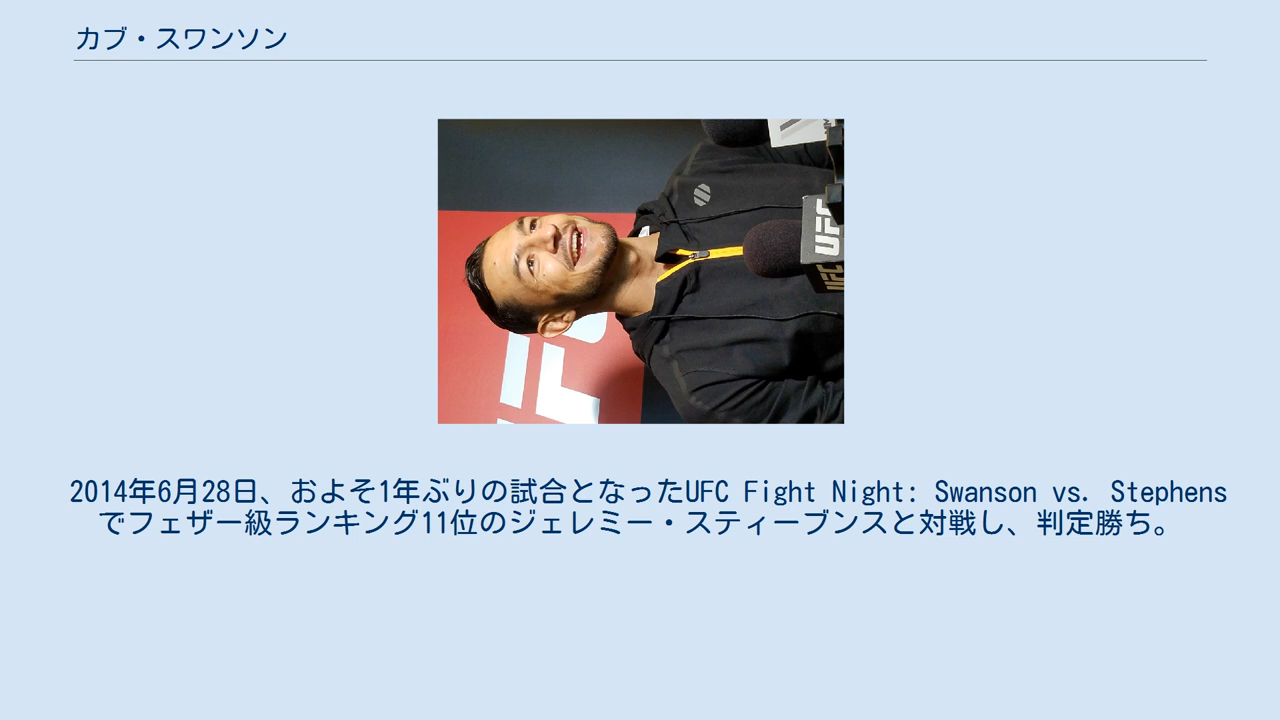 カブ・スワンソン
UFC
UFC
UFC
2014年6月28日、およそ1年ぶりの試合となったUFC Fight Night: Swanson vs. Stephens
でフェザー級ランキング11位のジェレミー・スティーブンスと対戦し、判定勝ち。